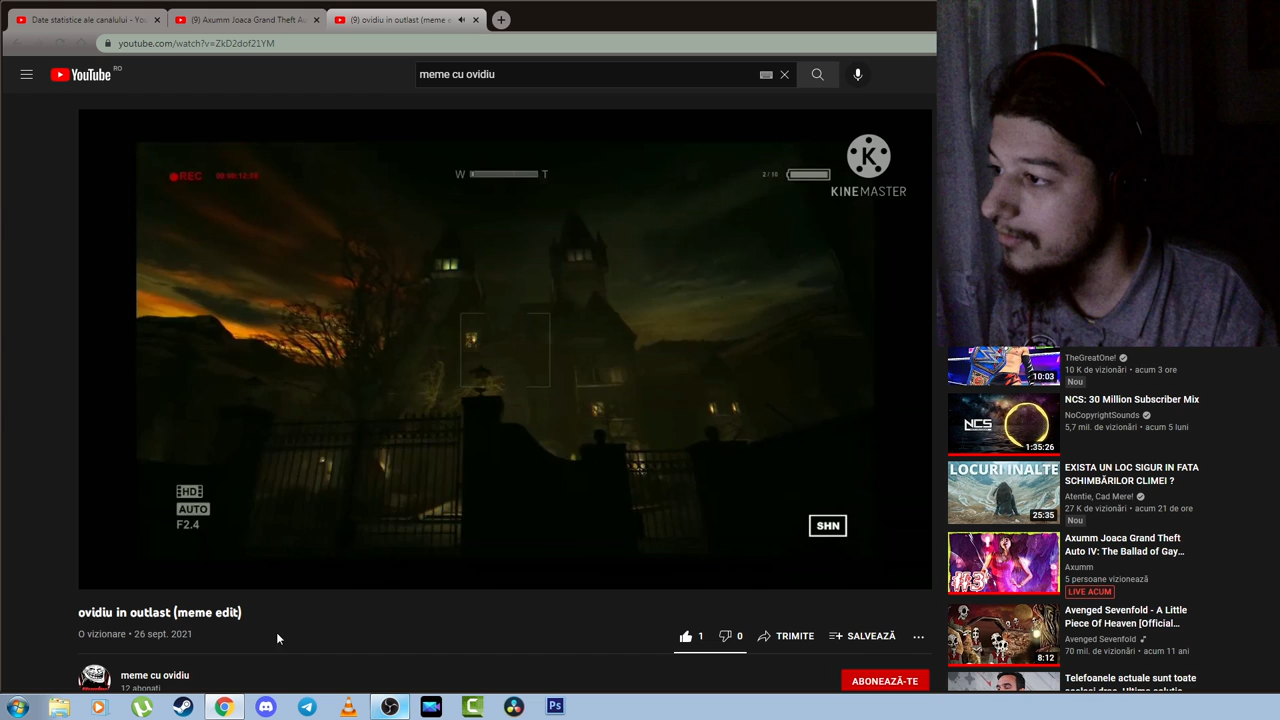 Date statistice ale canalului - Yo
(9) Axumm Joaca Grand Theft Au
(9) ovidiu in outlast (meme e
youtube.com/watch?v=ZkD2dof21YM
YouTube RO
meme cu ovidiu
REC
W T
2 / 10
K
KINEMASTER
HD
AUTO
F2.4
SHN
ovidiu in outlast (meme edit)
O vizionare • 26 sept. 2021
1
0
TRIMITE
SALVEAZĂ
meme cu ovidiu
12 abonați
ABONEAZĂ-TE
10:03
TheGreatOne!
10 K de vizionări • acum 3 ore
Nou
NCS
1:35:26
NCS: 30 Million Subscriber Mix
NoCopyrightSounds
5,7 mil. de vizionări • acum 5 luni
LOCURI INALTE
25:35
EXISTA UN LOC SIGUR IN FATA
SCHIMBĂRILOR CLIMEI ?
Atentie, Cad Mere!
27 K de vizionări • acum 21 de ore
Nou
#3
Axumm Joaca Grand Theft
Auto IV: The Ballad of Gay...
Axumm
5 persoane vizionează
LIVE ACUM
8:12
Avenged Sevenfold - A Little
Piece Of Heaven [Official...
Avenged Sevenfold
70 mil. de vizionări • acum 11 ani
Telefoanele actuale sunt toate
Ps